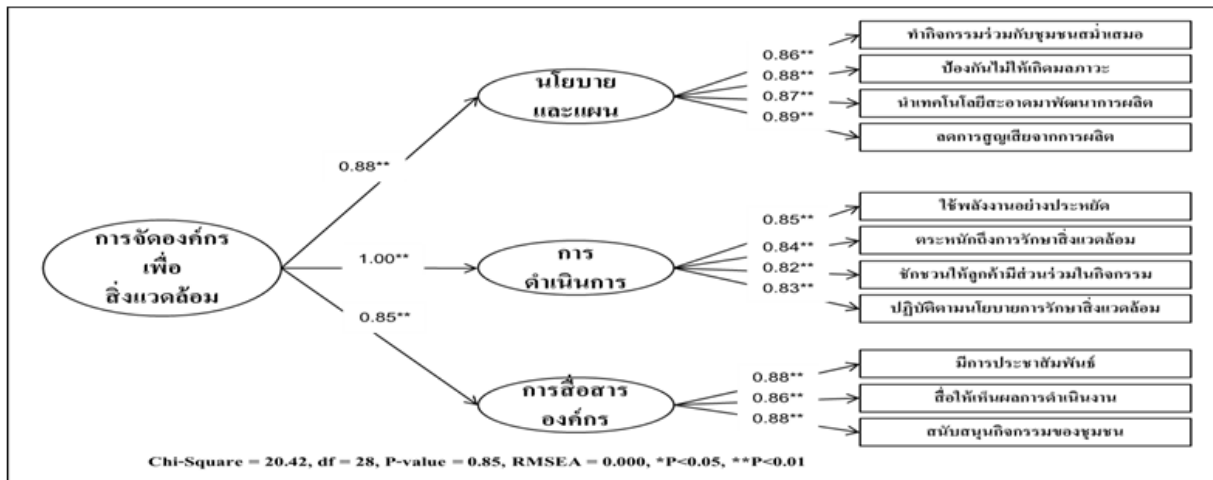 การจัดองค์กร
เพื่อ
สิ่งแวดล้อม
0.88**
1.00**
0.85**
นโยบาย
และแผน
0.86**
0.88**
0.87**
0.89**
ทำกิจกรรมร่วมกับชุมชนสม่ำเสมอ
ป้องกันไม่ให้เกิดมลภาวะ
นำเทคโนโลยีสะอาดมาพัฒนาการผลิต
ลดการสูญเสียจากการผลิต
การ
ดำเนินการ
0.85**
0.84**
0.82**
0.83**
ใช้พลังงานอย่างประหยัด
ตระหนักถึงการรักษาสิ่งแวดล้อม
ชักชวนให้ลูกค้ามีส่วนร่วมในกิจกรรม
ปฏิบัติตามนโยบายการรักษาสิ่งแวดล้อม
การสื่อสาร
องค์กร
0.88**
0.86**
0.88**
มีการประชาสัมพันธ์
สื่อให้เห็นผลการดำเนินงาน
สนับสนุนกิจกรรมของชุมชน
Chi-Square = 20.42, df = 28, P-value = 0.85, RMSEA = 0.000, *P<0.05, **P<0.01